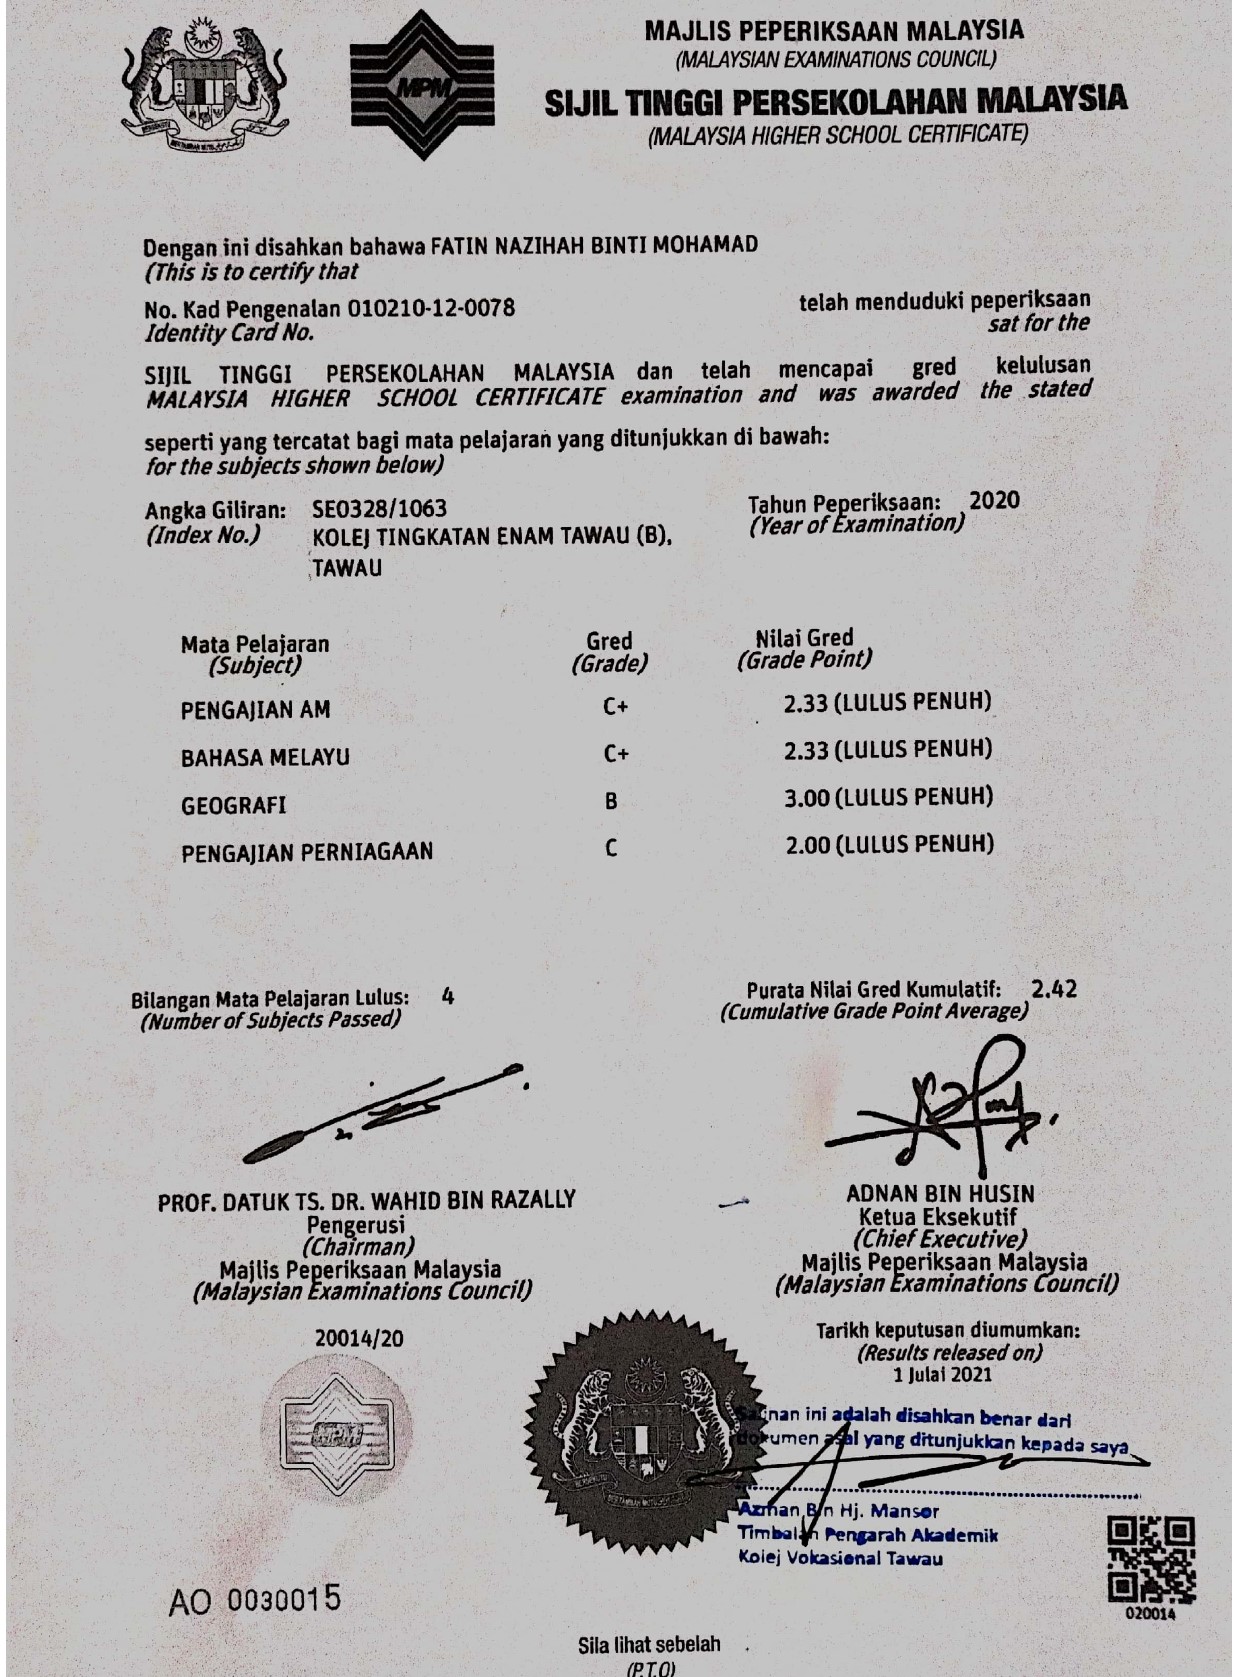 MAJLIS PEPERIKSAAN MALAYSIA
(MALAYSIAN EXAMINATIONS COUNCIL)
SIJIL TINGGI PERSEKOLAHAN MALAYSIA
(MALAYSIA HIGHER SCHOOL CERTIFICATE)
MPM
Dengan ini disahkan bahawa FATIN NAZIHAH BINTI MOHAMAD
(This is to certify that
No. Kad Pengenalan 010210-12-0078 telah menduduki peperiksaan
Identity Card No. sat for the
SIJIL TINGGI PERSEKOLAHAN MALAYSIA dan telah mencapai gred kelulusan
MALAYSIA HIGHER SCHOOL CERTIFICATE examination and was awarded the stated
seperti yang tercatat bagi mata pelajaran yang ditunjukkan di bawah:
for the subjects shown below)
Angka Giliran: SE0328/1063 Tahun Peperiksaan: 2020
(Index No.) KOLEJ TINGKATAN ENAM TAWAU (B), (Year of Examination)
TAWAU
Mata Pelajaran Gred Nilai Gred
(Subject) (Grade) (Grade Point)
PENGAJIAN AM C+ 2.33 (LULUS PENUH)
BAHASA MELAYU C+ 2.33 (LULUS PENUH)
GEOGRAFI B 3.00 (LULUS PENUH)
PENGAJIAN PERNIAGAAN C 2.00 (LULUS PENUH)
Bilangan Mata Pelajaran Lulus: 4 Purata Nilai Gred Kumulatif: 2.42
(Number of Subjects Passed) (Cumulative Grade Point Average)
PROF. DATUK TS. DR. WAHID BIN RAZALLY
Pengerusi
(Chairman)
Majlis Peperiksaan Malaysia
(Malaysian Examinations Council)
ADNAN BIN HUSIN
Ketua Eksekutif
(Chief Executive)
Majlis Peperiksaan Malaysia
(Malaysian Examinations Council)
20014/20
MPM
Tarikh keputusan diumumkan:
(Results released on)
1 Julai 2021
Salinan ini adalah disahkan benar dari
dokumen asal yang ditunjukkan kepada saya
Azman Bin Hj. Mansor
Timbalan Pengarah Akademik
Kolej Vokasional Tawau
020014
AO 0030015
Sila lihat sebelah
(P.T.O)